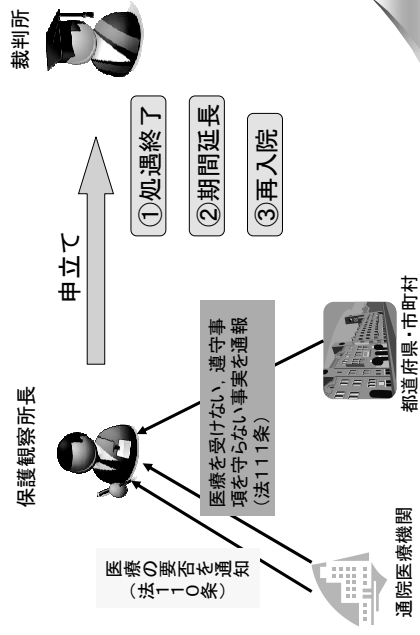 保護観察所長
申立て
裁判所
①処遇終了
②期間延長
③再入院
医療の要否を通知
（法１１０条）
医療を受けない，遵守事
項を守らない事実を通報
（法１１１条）
通院医療機関
都道府県・市町村